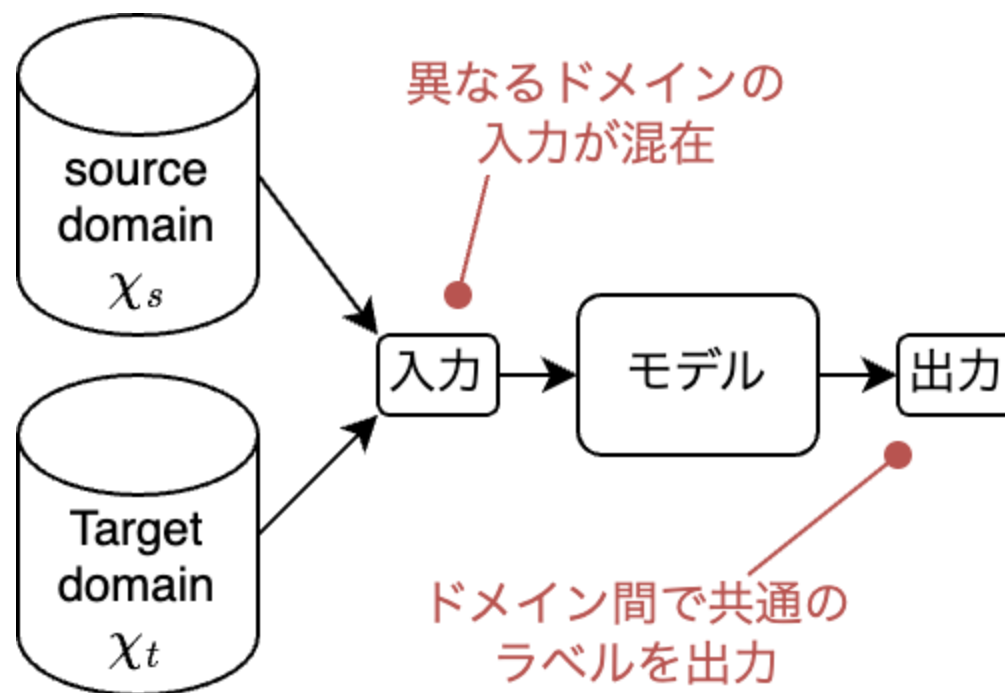 異なるドメインの
入力が混在
source
domain
χs
入力
モデル
出力
Target
domain
χt
ドメイン間で共通の
ラベルを出力